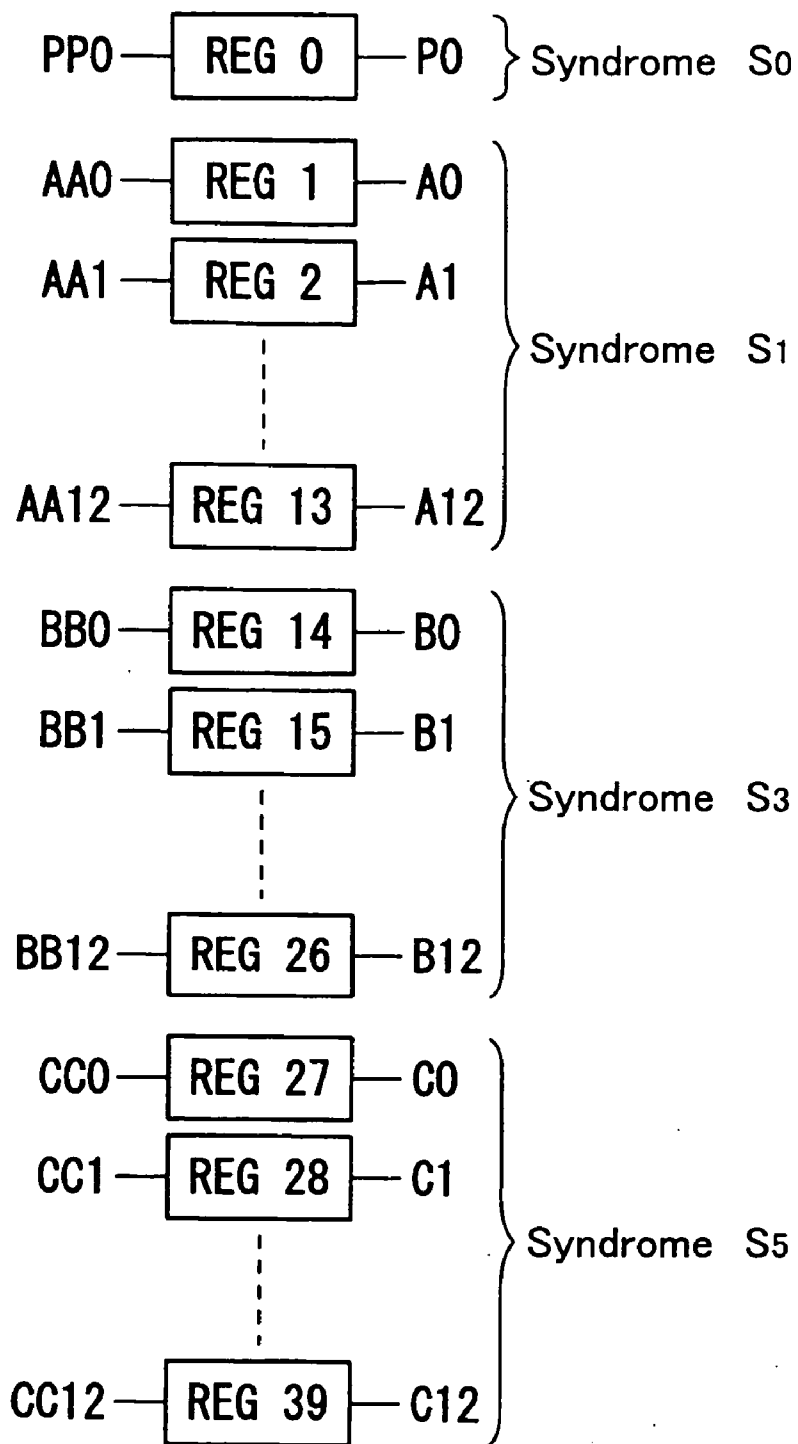 PP0 REG 0 P0 Syndrome S0
AA0 REG 1 A0
AA1 REG 2 A1
Syndrome S1
AA12 REG 13 A12
BB0 REG 14 B0
BB1 REG 15 B1
Syndrome S3
BB12 REG 26 B12
CC0 REG 27 C0
CC1 REG 28 C1
Syndrome S5
CC12 REG 39 C12